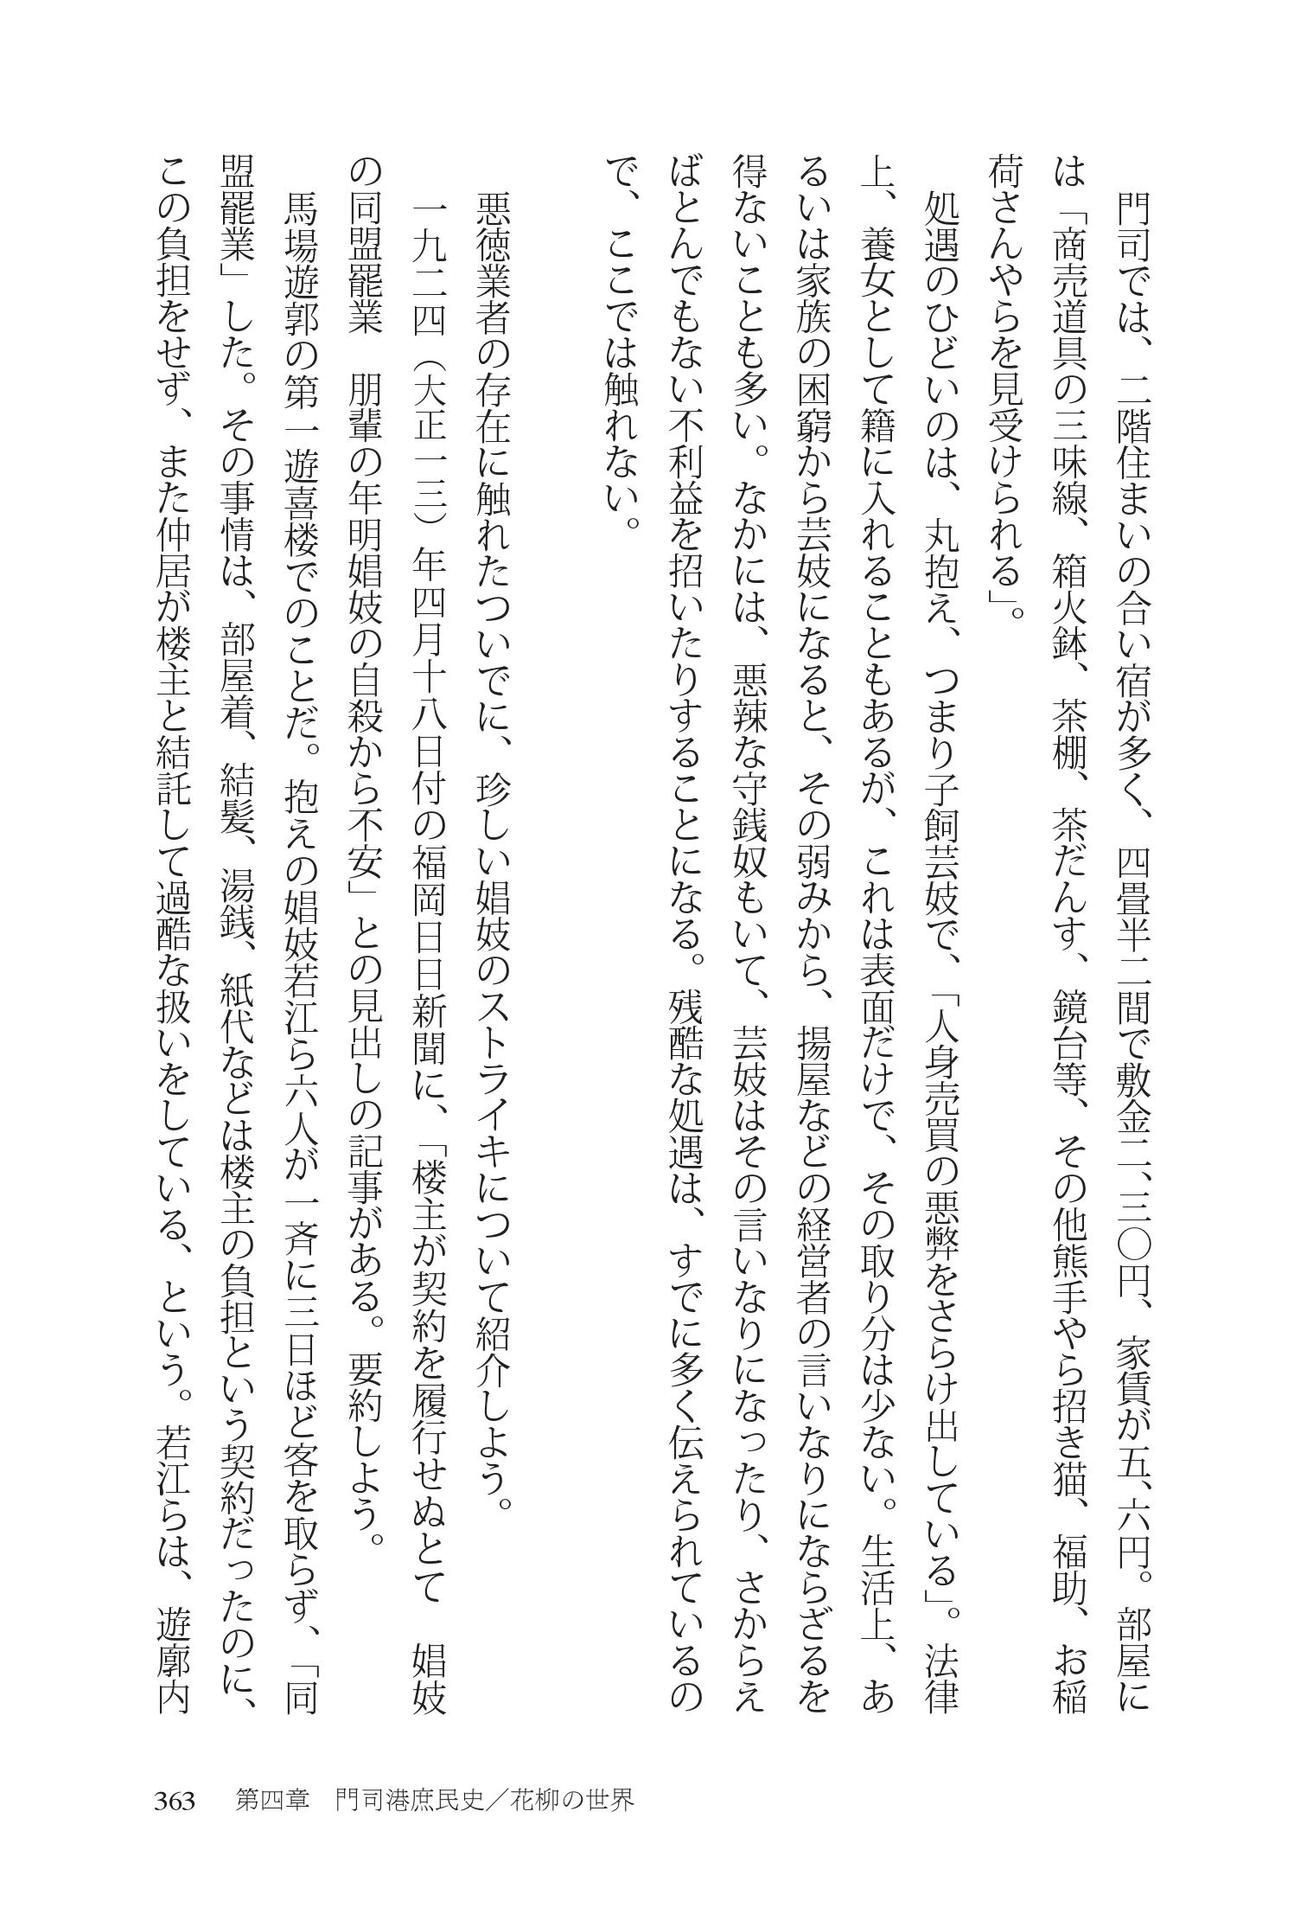 門司では、二階住まいの合い宿が多く、四畳半二間で敷金二、三〇円、家賃が五、六円。部屋に
は「商売道具の三味線、箱火鉢、茶棚、茶だんす、鏡台等、その他熊手やら招き猫、福助、お稲
荷さんやらを見受けられる」。
処遇のひどいのは、丸抱え、つまり子飼芸妓で、「人身売買の悪弊をさらけ出している」。法律
上、養女として籍に入れることもあるが、これは表面だけで、その取り分は少ない。生活上、あ
るいは家族の困窮から芸妓になると、その弱みから、揚屋などの経営者の言いなりにならざるを
得ないことも多い。なかには、悪辣な守銭奴もいて、芸妓はその言いなりになったり、さからえ
ばとんでもない不利益を招いたりすることになる。残酷な処遇は、すでに多く伝えられているの
で、ここでは触れない。
悪徳業者の存在に触れたついでに、珍しい娼妓のストライキについて紹介しよう。
一九二四（大正一三）年四月十八日付の福岡日日新聞に、「楼主が契約を履行せぬとて　娼妓
の同盟罷業　朋輩の年明娼妓の自殺から不安」との見出しの記事がある。要約しよう。
馬場遊郭の第一遊喜楼でのことだ。抱えの娼妓若江ら六人が一斉に三日ほど客を取らず、「同
盟罷業」した。その事情は、部屋着、結髪、湯銭、紙代などは楼主の負担という契約だったのに、
この負担をせず、また仲居が楼主と結託して過酷な扱いをしている、という。若江らは、遊廓内
363　第四章　門司港庶民史／花柳の世界